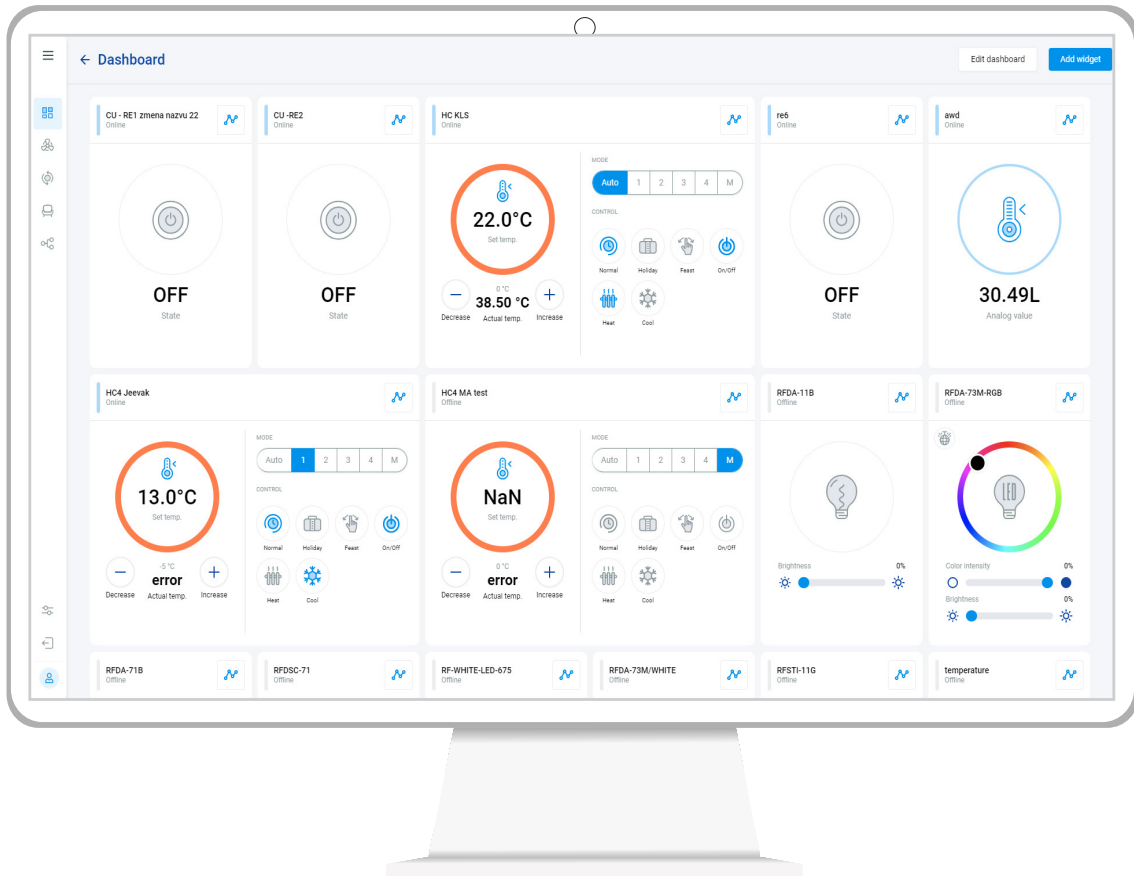 Dashboard
Edit dashboard
Add widget
CU - RE1 zmena nazvu 22
Online
OFF
State
CU -RE2
Online
OFF
State
HC KLS
Online
22.0°C
Set temp.
0 °C
38.50 °C
Decrease
Actual temp.
Increase
MODE
Auto 1 2 3 4 M
CONTROL
Normal Holiday Feast On/Off
Heat Cool
re6
Online
OFF
State
awd
Online
30.49L
Analog value
HC4 Jeevak
Online
13.0°C
Set temp.
-5 °C
error
Decrease
Actual temp.
Increase
MODE
Auto 1 2 3 4 M
CONTROL
Normal Holiday Feast On/Off
Heat Cool
HC4 MA test
Offline
NaN
Set temp.
0 °C
error
Decrease
Actual temp.
Increase
MODE
Auto 1 2 3 4 M
CONTROL
Normal Holiday Feast On/Off
Heat Cool
RFDA-11B
Offline
Brightness 0%
RFDA-73M-RGB
Offline
LED
Color intensity 0%
Brightness 0%
RFDA-71B
Offline
RFDSC-71
Offline
RF-WHITE-LED-675
Offline
RFDA-73M/WHITE
Offline
RFSTI-11G
Offline
temperature
Offline